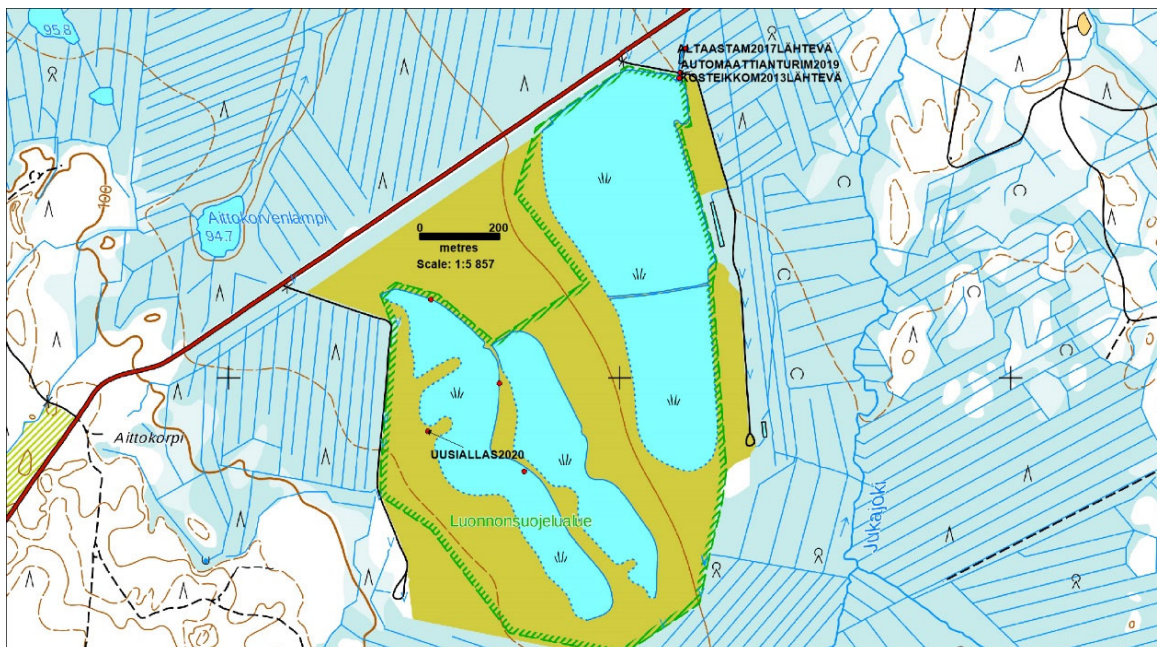 95.8
ALTAASTAM2017LÄHTEVÄ
AUTOMAATTIANTURIM2019
KOSTEIKKOM2013LÄHTEVÄ
100
Aittokorvenlampi
94.7
0 200
metres
Scale: 1:5 857
Aittokorpi
UUSIALLAS2020
Luonnonsuojelualue
Jukajoki